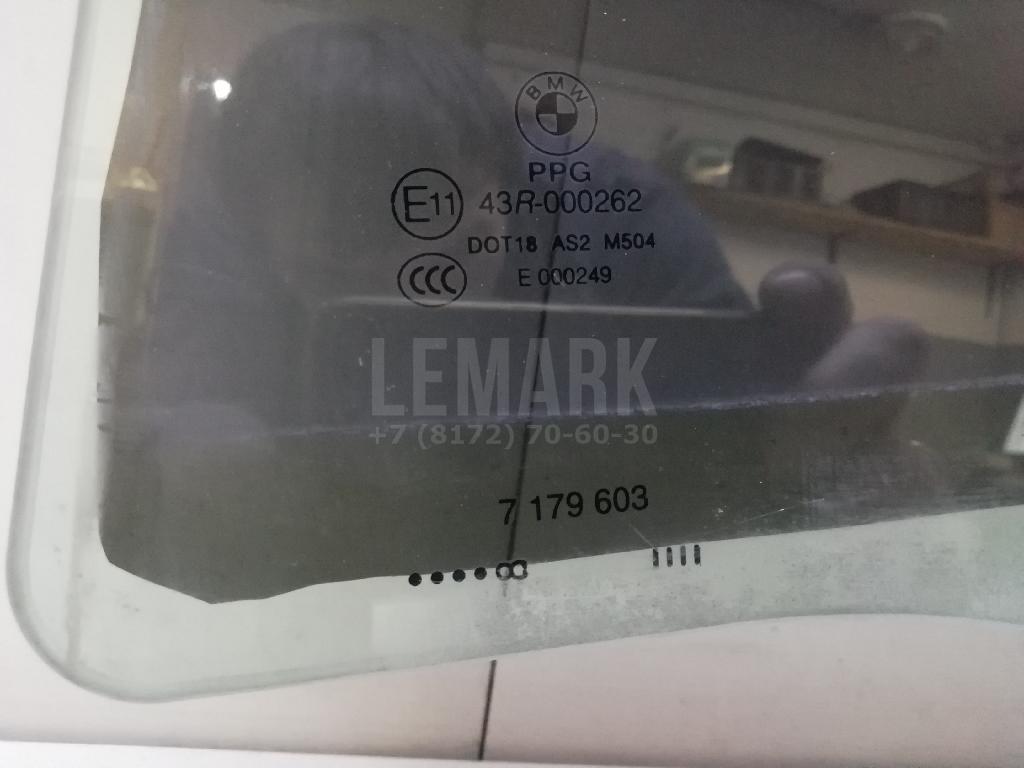 BMW
PPG
E11 43R-000262
DOT18 AS2 M504
CCC E 000249
LEMARK
+7 (8172) 70-60-30
7 179 603